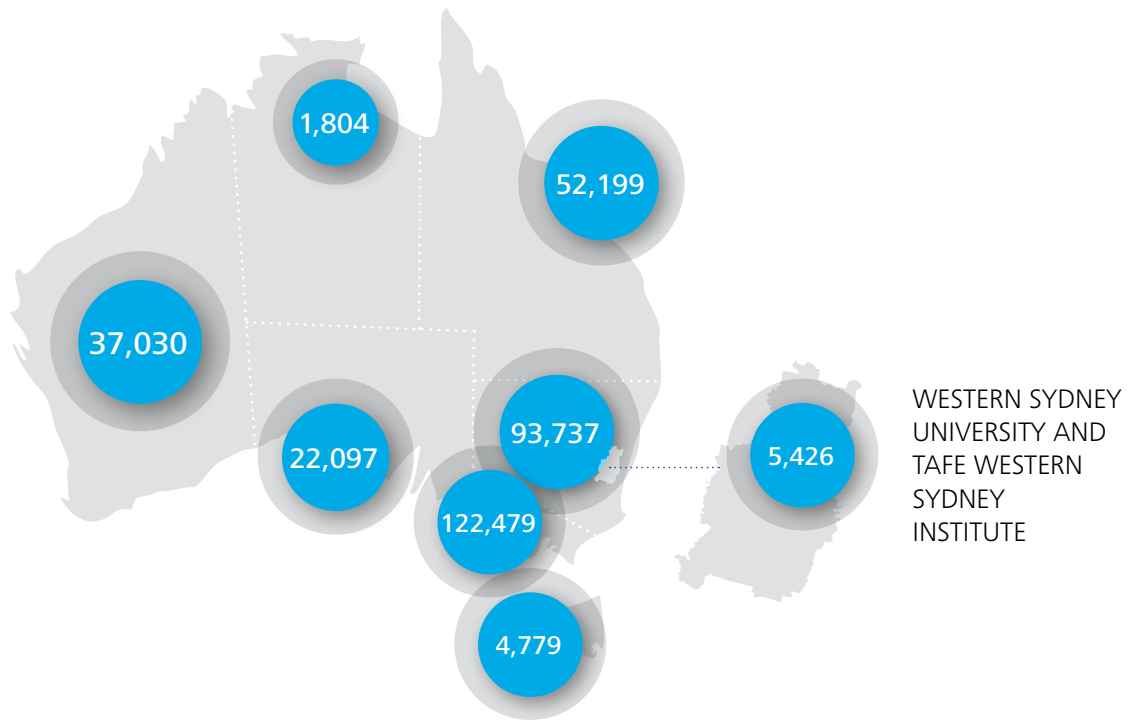 1,804
52,199
37,030
93,737
22,097
122,479
4,779
5,426
WESTERN SYDNEY
UNIVERSITY AND
TAFE WESTERN
SYDNEY
INSTITUTE